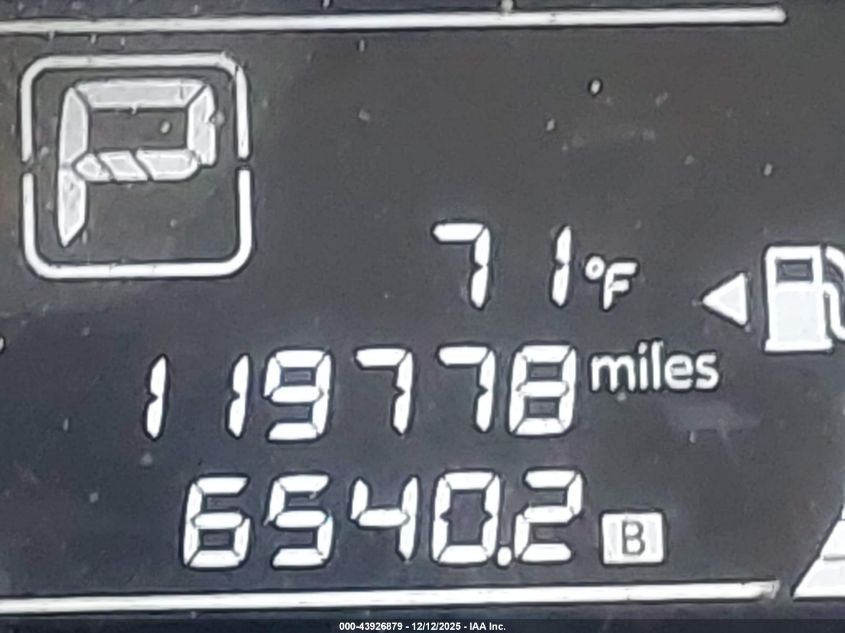 P
71°F
119778 miles
6540.2 B
000-43926879 - 12/12/2025 - IAA Inc.